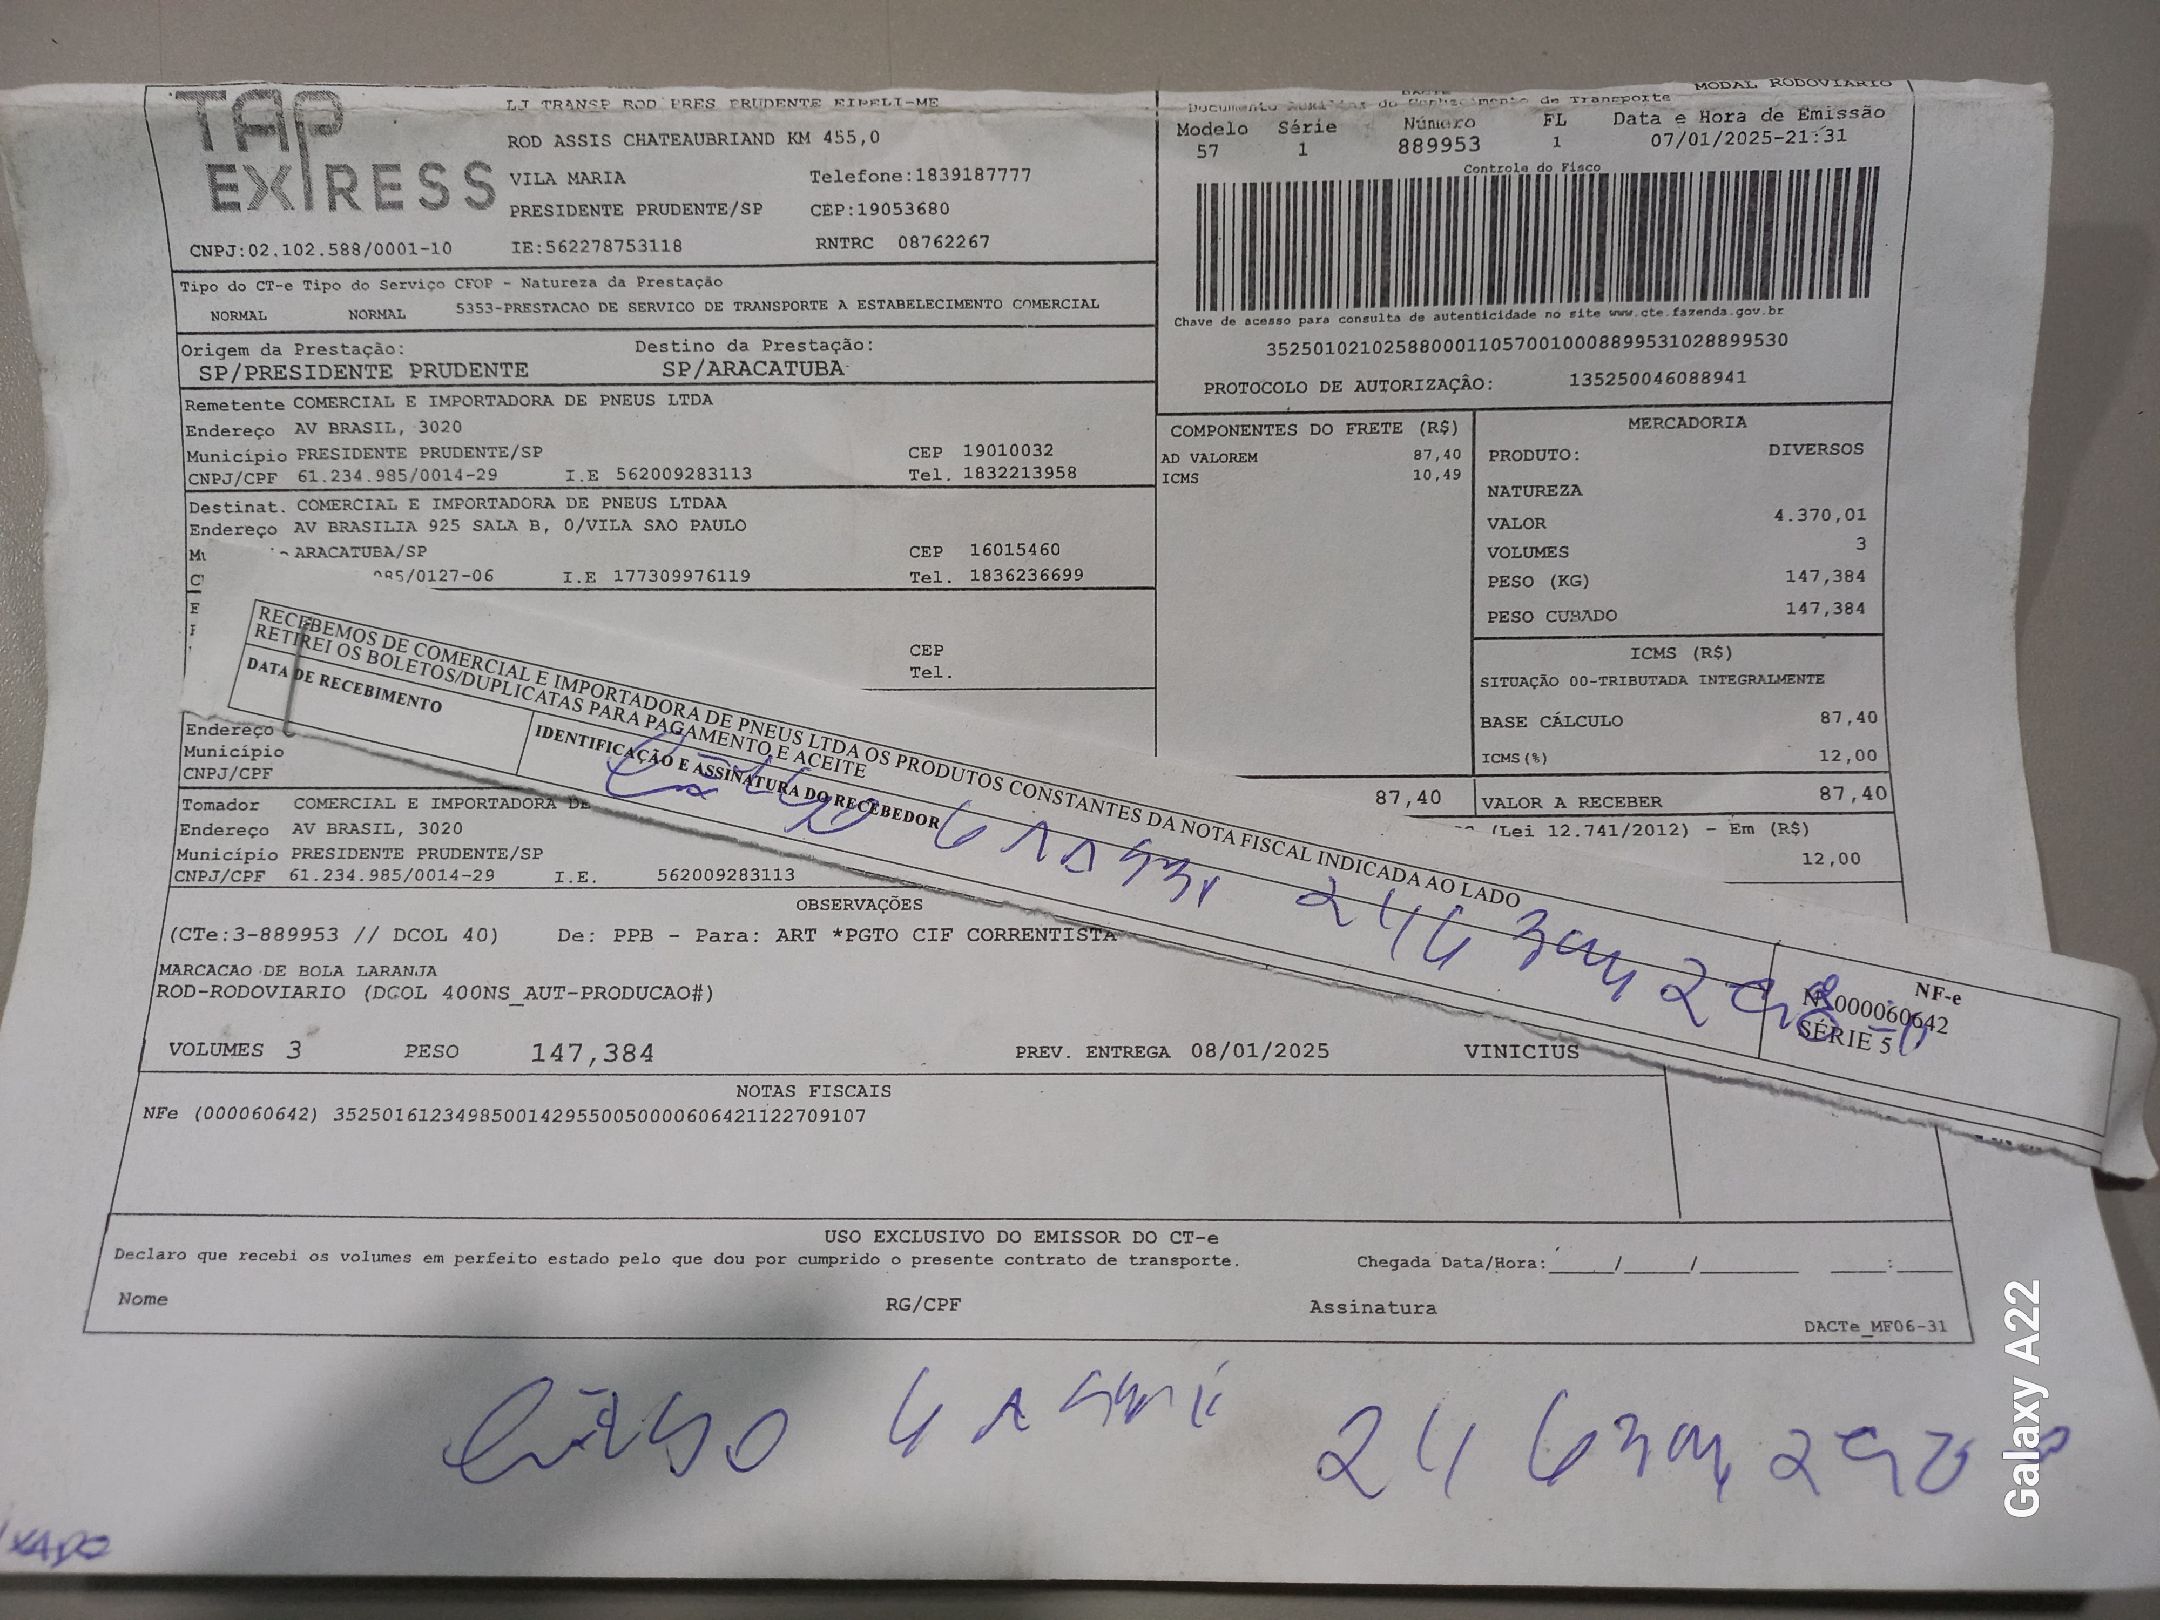 TAP EXPRESS
LJ TRANSP ROD PRES PRUDENTE EIPELI-ME
ROD ASSIS CHATEAUBRIAND KM 455,0
VILA MARIA Telefone:1839187777
PRESIDENTE PRUDENTE/SP CEP:19053680
CNPJ:02.102.588/0001-10 IE:562278753118 RNTRC 08762267
MODAL RODOVIARIO
Documento Auxiliar do Conhecimento de Transporte
Modelo Série Número FL Data e Hora de Emissão
57 1 889953 1 07/01/2025-21:31
Controle do Fisco
Chave de acesso para consulta de autenticidade no site www.cte.fazenda.gov.br
35250102102588000110570010008899531028899530
PROTOCOLO DE AUTORIZAÇÂO: 135250046088941
Tipo do CT-e Tipo do Serviço CFOP - Natureza da Prestação
NORMAL NORMAL 5353-PRESTACAO DE SERVICO DE TRANSPORTE A ESTABELECIMENTO COMERCIAL
Origem da Prestação: Destino da Prestação:
SP/PRESIDENTE PRUDENTE SP/ARACATUBA
Remetente COMERCIAL E IMPORTADORA DE PNEUS LTDA
Endereço AV BRASIL, 3020
Município PRESIDENTE PRUDENTE/SP CEP 19010032
CNPJ/CPF 61.234.985/0014-29 I.E 562009283113 Tel. 1832213958
Destinat. COMERCIAL E IMPORTADORA DE PNEUS LTDAA
Endereço AV BRASILIA 925 SALA B, 0/VILA SAO PAULO
ARACATUBA/SP CEP 16015460
985/0127-06 I.E 177309976119 Tel. 1836236699
CEP
Tel.
Endereço
Município
CNPJ/CPF
Tomador COMERCIAL E IMPORTADORA DE
Endereço AV BRASIL, 3020
Município PRESIDENTE PRUDENTE/SP
CNPJ/CPF 61.234.985/0014-29 I.E. 562009283113
COMPONENTES DO FRETE (R$)
AD VALOREM 87,40
ICMS 10,49
87,40
MERCADORIA
PRODUTO: DIVERSOS
NATUREZA
VALOR 4.370,01
VOLUMES 3
PESO (KG) 147,384
PESO CUBADO 147,384
ICMS (R$)
SITUAÇÃO 00-TRIBUTADA INTEGRALMENTE
BASE CÁLCULO 87,40
ICMS(%) 12,00
VALOR A RECEBER 87,40
(Lei 12.741/2012) - Em (R$)
12,00
RECEBEMOS DE COMERCIAL E IMPORTADORA DE PNEUS LTDA OS PRODUTOS CONSTANTES DA NOTA FISCAL INDICADA AO LADO
RETIREI OS BOLETOS/DUPLICATAS PARA PAGAMENTO E ACEITE
DATA DE RECEBIMENTO
IDENTIFICAÇÃO E ASSINATURA DO RECEBEDOR
NF-e
Nº 000060642
SÉRIE 5
OBSERVAÇÕES
(CTe:3-889953 // DCOL 40) De: PPB - Para: ART *PGTO CIF CORRENTISTA
MARCACAO DE BOLA LARANJA
ROD-RODOVIARIO (DCOL 400NS_AUT-PRODUCAO#)
VOLUMES 3 PESO 147,384 PREV. ENTREGA 08/01/2025 VINICIUS
NOTAS FISCAIS
NFe (000060642) 35250161234985001429550050000606421122709107
USO EXCLUSIVO DO EMISSOR DO CT-e
Declaro que recebi os volumes em perfeito estado pelo que dou por cumprido o presente contrato de transporte. Chegada Data/Hora:_____/_____/_______ ____:____
Nome RG/CPF Assinatura
DACTe_MF06-31
Galaxy A22